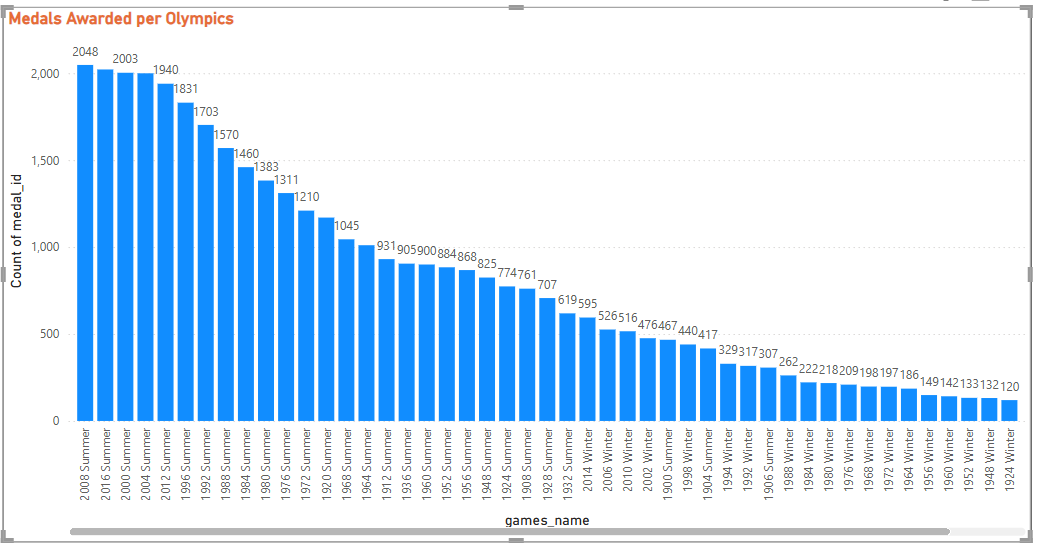 Medals Awarded per Olympics
2048
2003
1940
1831
1703
1570
1460
1383
1311
1210
1045
931
905
900
884
868
825
774
761
707
619
595
526
516
476
467
440
417
329
317
307
262
222
218
209
198
197
186
149
142
133
132
120
2,000
1,500
1,000
500
0
Count of medal_id
2008 Summer
2016 Summer
2000 Summer
2004 Summer
2012 Summer
1996 Summer
1992 Summer
1988 Summer
1984 Summer
1980 Summer
1976 Summer
1972 Summer
1920 Summer
1968 Summer
1964 Summer
1912 Summer
1936 Summer
1960 Summer
1952 Summer
1956 Summer
1948 Summer
1924 Summer
1908 Summer
1928 Summer
1932 Summer
2014 Winter
2006 Winter
2010 Winter
2002 Winter
1900 Summer
1998 Winter
1904 Summer
1994 Winter
1992 Winter
1906 Summer
1988 Winter
1984 Winter
1980 Winter
1976 Winter
1968 Winter
1972 Winter
1964 Winter
1956 Winter
1960 Winter
1952 Winter
1948 Winter
1924 Winter
games_name